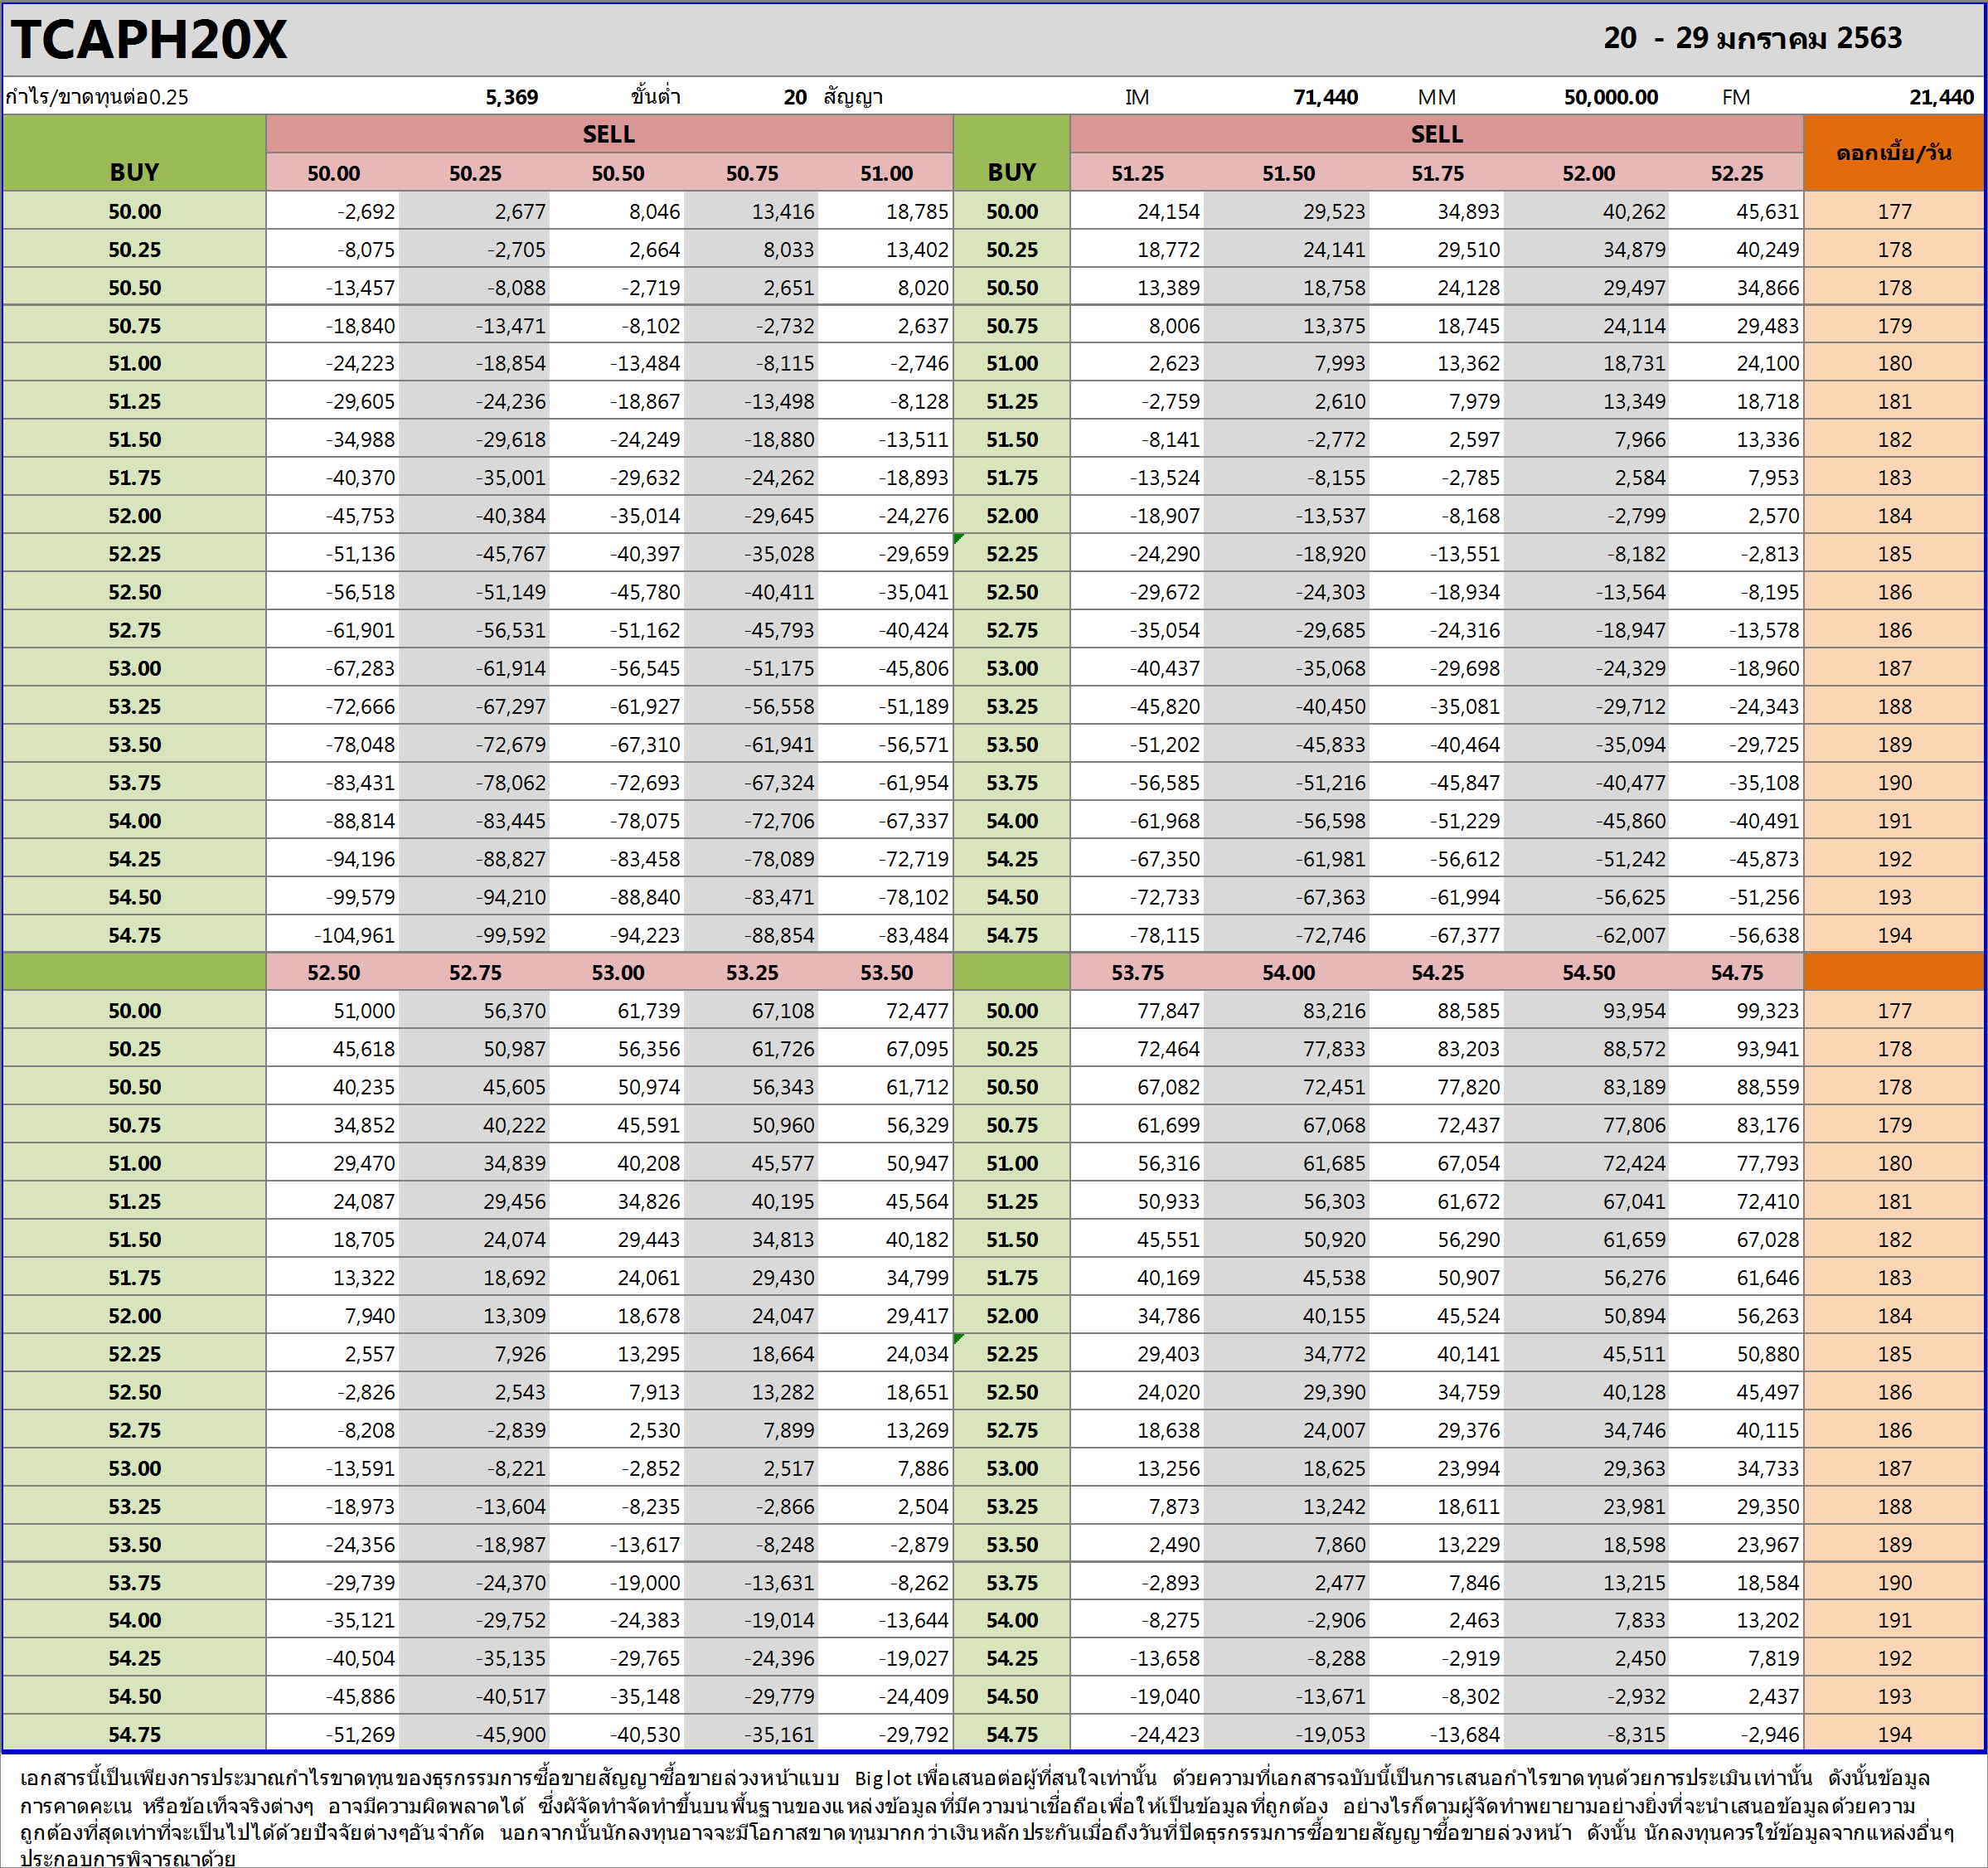 TCAPH20X 20 - 29 มกราคม 2563
กำไร/ขาดทุนต่อ0.25 5,369 ขั้นต่ำ 20 สัญญา IM 71,440 MM 50,000.00 FM 21,440
SELL SELL
BUY 50.00 50.25 50.50 50.75 51.00 BUY 51.25 51.50 51.75 52.00 52.25 ดอกเบี้ย/วัน
50.00 -2,692 2,677 8,046 13,416 18,785 50.00 24,154 29,523 34,893 40,262 45,631 177
50.25 -8,075 -2,705 2,664 8,033 13,402 50.25 18,772 24,141 29,510 34,879 40,249 178
50.50 -13,457 -8,088 -2,719 2,651 8,020 50.50 13,389 18,758 24,128 29,497 34,866 178
50.75 -18,840 -13,471 -8,102 -2,732 2,637 50.75 8,006 13,375 18,745 24,114 29,483 179
51.00 -24,223 -18,854 -13,484 -8,115 -2,746 51.00 2,623 7,993 13,362 18,731 24,100 180
51.25 -29,605 -24,236 -18,867 -13,498 -8,128 51.25 -2,759 2,610 7,979 13,349 18,718 181
51.50 -34,988 -29,618 -24,249 -18,880 -13,511 51.50 -8,141 -2,772 2,597 7,966 13,336 182
51.75 -40,370 -35,001 -29,632 -24,262 -18,893 51.75 -13,524 -8,155 -2,785 2,584 7,953 183
52.00 -45,753 -40,384 -35,014 -29,645 -24,276 52.00 -18,907 -13,537 -8,168 -2,799 2,570 184
52.25 -51,136 -45,767 -40,397 -35,028 -29,659 52.25 -24,290 -18,920 -13,551 -8,182 -2,813 185
52.50 -56,518 -51,149 -45,780 -40,411 -35,041 52.50 -29,672 -24,303 -18,934 -13,564 -8,195 186
52.75 -61,901 -56,531 -51,162 -45,793 -40,424 52.75 -35,054 -29,685 -24,316 -18,947 -13,578 186
53.00 -67,283 -61,914 -56,545 -51,175 -45,806 53.00 -40,437 -35,068 -29,698 -24,329 -18,960 187
53.25 -72,666 -67,297 -61,927 -56,558 -51,189 53.25 -45,820 -40,450 -35,081 -29,712 -24,343 188
53.50 -78,048 -72,679 -67,310 -61,941 -56,571 53.50 -51,202 -45,833 -40,464 -35,094 -29,725 189
53.75 -83,431 -78,062 -72,693 -67,324 -61,954 53.75 -56,585 -51,216 -45,847 -40,477 -35,108 190
54.00 -88,814 -83,445 -78,075 -72,706 -67,337 54.00 -61,968 -56,598 -51,229 -45,860 -40,491 191
54.25 -94,196 -88,827 -83,458 -78,089 -72,719 54.25 -67,350 -61,981 -56,612 -51,242 -45,873 192
54.50 -99,579 -94,210 -88,840 -83,471 -78,102 54.50 -72,733 -67,363 -61,994 -56,625 -51,256 193
54.75 -104,961 -99,592 -94,223 -88,854 -83,484 54.75 -78,115 -72,746 -67,377 -62,007 -56,638 194
52.50 52.75 53.00 53.25 53.50 53.75 54.00 54.25 54.50 54.75
50.00 51,000 56,370 61,739 67,108 72,477 50.00 77,847 83,216 88,585 93,954 99,323 177
50.25 45,618 50,987 56,356 61,726 67,095 50.25 72,464 77,833 83,203 88,572 93,941 178
50.50 40,235 45,605 50,974 56,343 61,712 50.50 67,082 72,451 77,820 83,189 88,559 178
50.75 34,852 40,222 45,591 50,960 56,329 50.75 61,699 67,068 72,437 77,806 83,176 179
51.00 29,470 34,839 40,208 45,577 50,947 51.00 56,316 61,685 67,054 72,424 77,793 180
51.25 24,087 29,456 34,826 40,195 45,564 51.25 50,933 56,303 61,672 67,041 72,410 181
51.50 18,705 24,074 29,443 34,813 40,182 51.50 45,551 50,920 56,290 61,659 67,028 182
51.75 13,322 18,692 24,061 29,430 34,799 51.75 40,169 45,538 50,907 56,276 61,646 183
52.00 7,940 13,309 18,678 24,047 29,417 52.00 34,786 40,155 45,524 50,894 56,263 184
52.25 2,557 7,926 13,295 18,664 24,034 52.25 29,403 34,772 40,141 45,511 50,880 185
52.50 -2,826 2,543 7,913 13,282 18,651 52.50 24,020 29,390 34,759 40,128 45,497 186
52.75 -8,208 -2,839 2,530 7,899 13,269 52.75 18,638 24,007 29,376 34,746 40,115 186
53.00 -13,591 -8,221 -2,852 2,517 7,886 53.00 13,256 18,625 23,994 29,363 34,733 187
53.25 -18,973 -13,604 -8,235 -2,866 2,504 53.25 7,873 13,242 18,611 23,981 29,350 188
53.50 -24,356 -18,987 -13,617 -8,248 -2,879 53.50 2,490 7,860 13,229 18,598 23,967 189
53.75 -29,739 -24,370 -19,000 -13,631 -8,262 53.75 -2,893 2,477 7,846 13,215 18,584 190
54.00 -35,121 -29,752 -24,383 -19,014 -13,644 54.00 -8,275 -2,906 2,463 7,833 13,202 191
54.25 -40,504 -35,135 -29,765 -24,396 -19,027 54.25 -13,658 -8,288 -2,919 2,450 7,819 192
54.50 -45,886 -40,517 -35,148 -29,779 -24,409 54.50 -19,040 -13,671 -8,302 -2,932 2,437 193
54.75 -51,269 -45,900 -40,530 -35,161 -29,792 54.75 -24,423 -19,053 -13,684 -8,315 -2,946 194
เอกสารนี้เป็นเพียงการประมาณกำไรขาดทุนของธุรกรรมการซื้อขายสัญญาซื้อขายล่วงหน้าแบบ Big lot เพื่อเสนอต่อผู้ที่สนใจเท่านั้น ด้วยความที่เอกสารฉบับนี้เป็นการเสนอกำไรขาดทุนด้วยการประเมินเท่านั้น ดังนั้นข้อมูล
การคาดคะเน หรือข้อเท็จจริงต่างๆ อาจมีความผิดพลาดได้ ซึ่งผัจัดทำจัดทำขึ้นบนพื้นฐานของแหล่งข้อมูลที่มีความน่าเชื่อถือเพื่อให้เป็นข้อมูลที่ถูกต้อง อย่างไรก็ตามผู้จัดทำพยายามอย่างยิ่งที่จะนำเสนอข้อมูลด้วยความ
ถูกต้องที่สุดเท่าที่จะเป็นไปได้ด้วยปัจจัยต่างๆอันจำกัด นอกจากนั้นนักลงทุนอาจจะมีโอกาสขาดทุนมากกว่าเงินหลักประกันเมื่อถึงวันที่ปิดธุรกรรมการซื้อขายสัญญาซื้อขายล่วงหน้า ดังนั้น นักลงทุนควรใช้ข้อมูลจากแหล่งอื่นๆ
ประกอบการพิจารณาด้วย